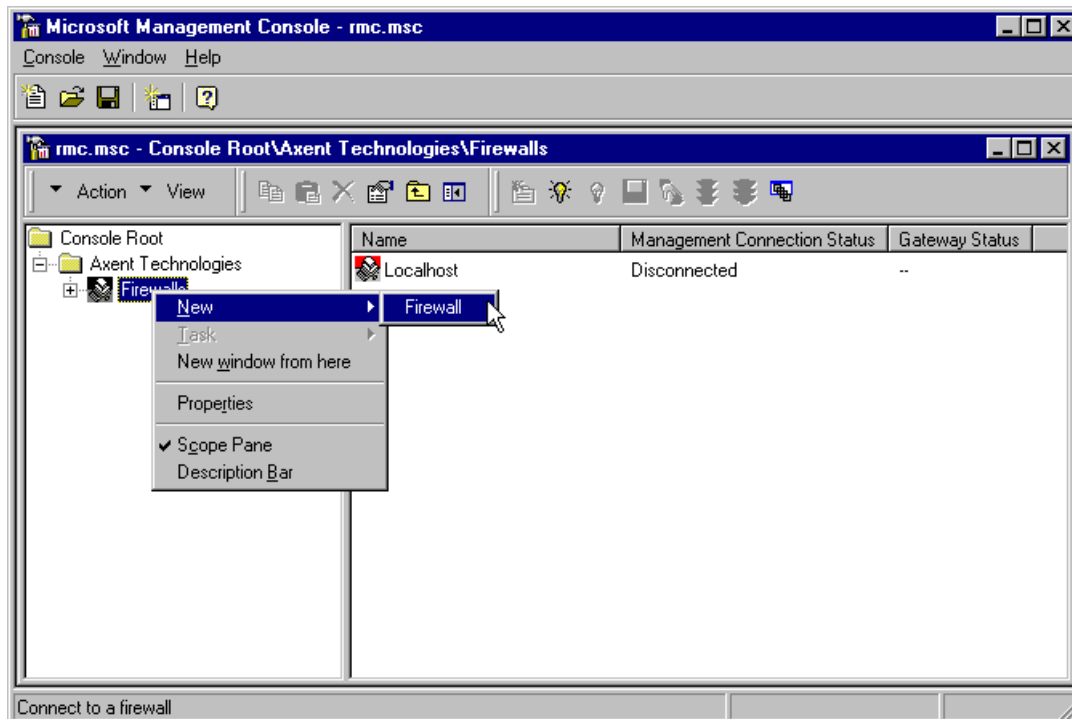 Microsoft Management Console - rmc.msc
Console Window Help
rmc.msc - Console Root\Axent Technologies\Firewalls
Action View
Console Root
Name Management Connection Status Gateway Status
Axent Technologies
Localhost Disconnected --
Firewalls
New Firewall
Task
New window from here
Properties
Scope Pane
Description Bar
Connect to a firewall